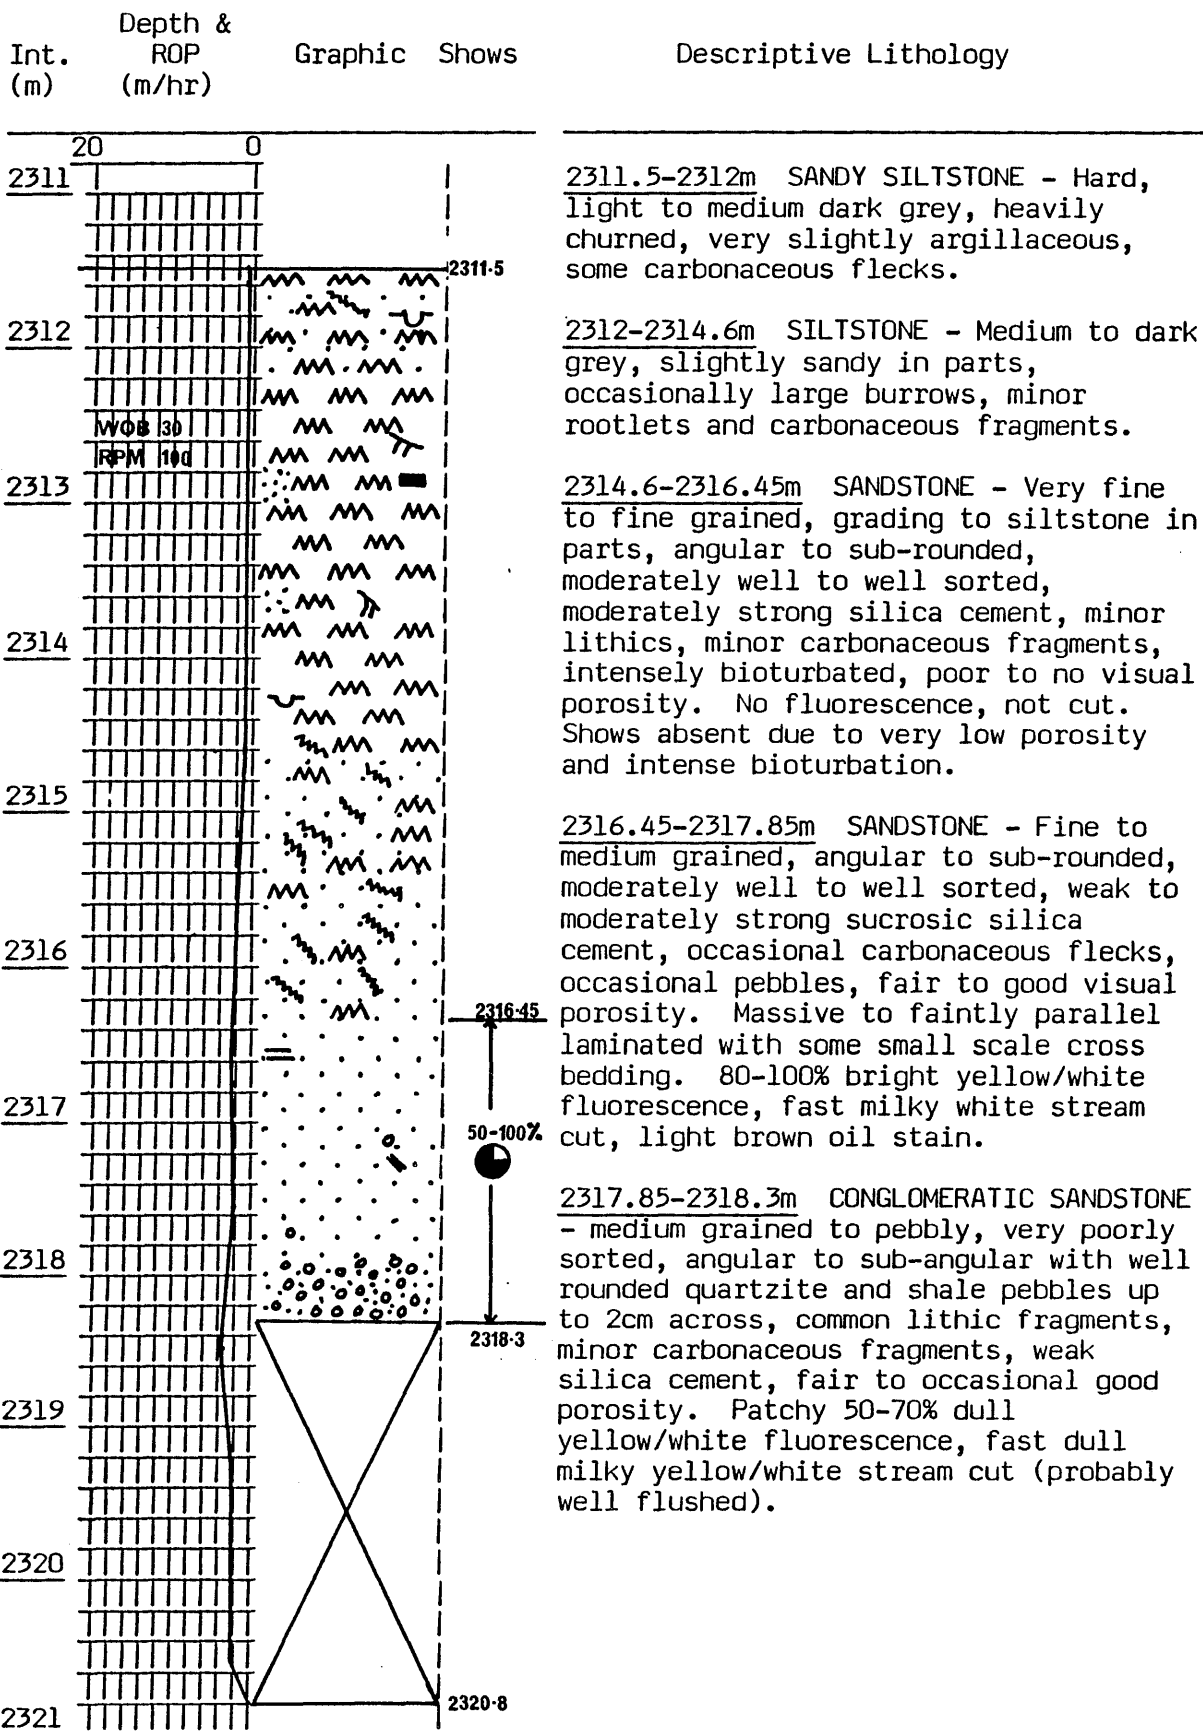 Depth &
Int. ROP Graphic Shows Descriptive Lithology
(m) (m/hr)
20 0
2311
2311·5
2312
WOB 30
RPM 100
2313
2314
2315
2316
2316·45
2317
50-100%
2318
2318·3
2319
2320
2320·8
2321
2311.5-2312m SANDY SILTSTONE - Hard,
light to medium dark grey, heavily
churned, very slightly argillaceous,
some carbonaceous flecks.
2312-2314.6m SILTSTONE - Medium to dark
grey, slightly sandy in parts,
occasionally large burrows, minor
rootlets and carbonaceous fragments.
2314.6-2316.45m SANDSTONE - Very fine
to fine grained, grading to siltstone in
parts, angular to sub-rounded,
moderately well to well sorted,
moderately strong silica cement, minor
lithics, minor carbonaceous fragments,
intensely bioturbated, poor to no visual
porosity. No fluorescence, not cut.
Shows absent due to very low porosity
and intense bioturbation.
2316.45-2317.85m SANDSTONE - Fine to
medium grained, angular to sub-rounded,
moderately well to well sorted, weak to
moderately strong sucrosic silica
cement, occasional carbonaceous flecks,
occasional pebbles, fair to good visual
porosity. Massive to faintly parallel
laminated with some small scale cross
bedding. 80-100% bright yellow/white
fluorescence, fast milky white stream
cut, light brown oil stain.
2317.85-2318.3m CONGLOMERATIC SANDSTONE
- medium grained to pebbly, very poorly
sorted, angular to sub-angular with well
rounded quartzite and shale pebbles up
to 2cm across, common lithic fragments,
minor carbonaceous fragments, weak
silica cement, fair to occasional good
porosity. Patchy 50-70% dull
yellow/white fluorescence, fast dull
milky yellow/white stream cut (probably
well flushed).